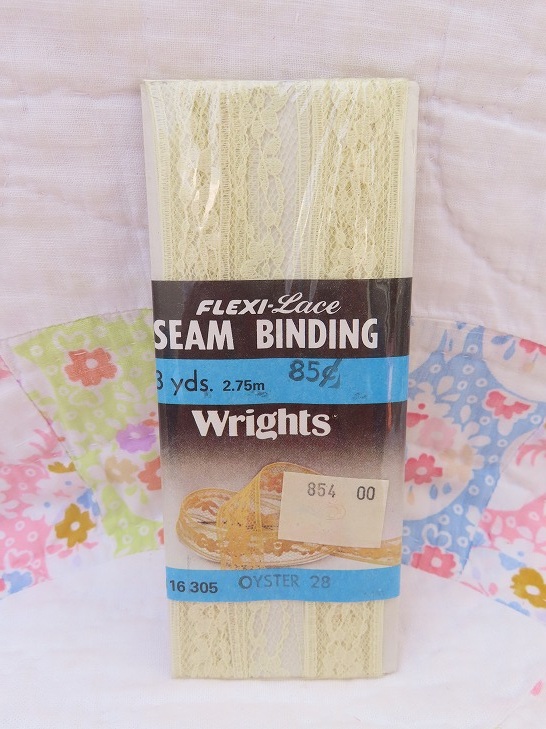 FLEXI-Lace
SEAM BINDING
3 yds. 2.75m 85¢
Wrights
854 00
16 305 OYSTER 28